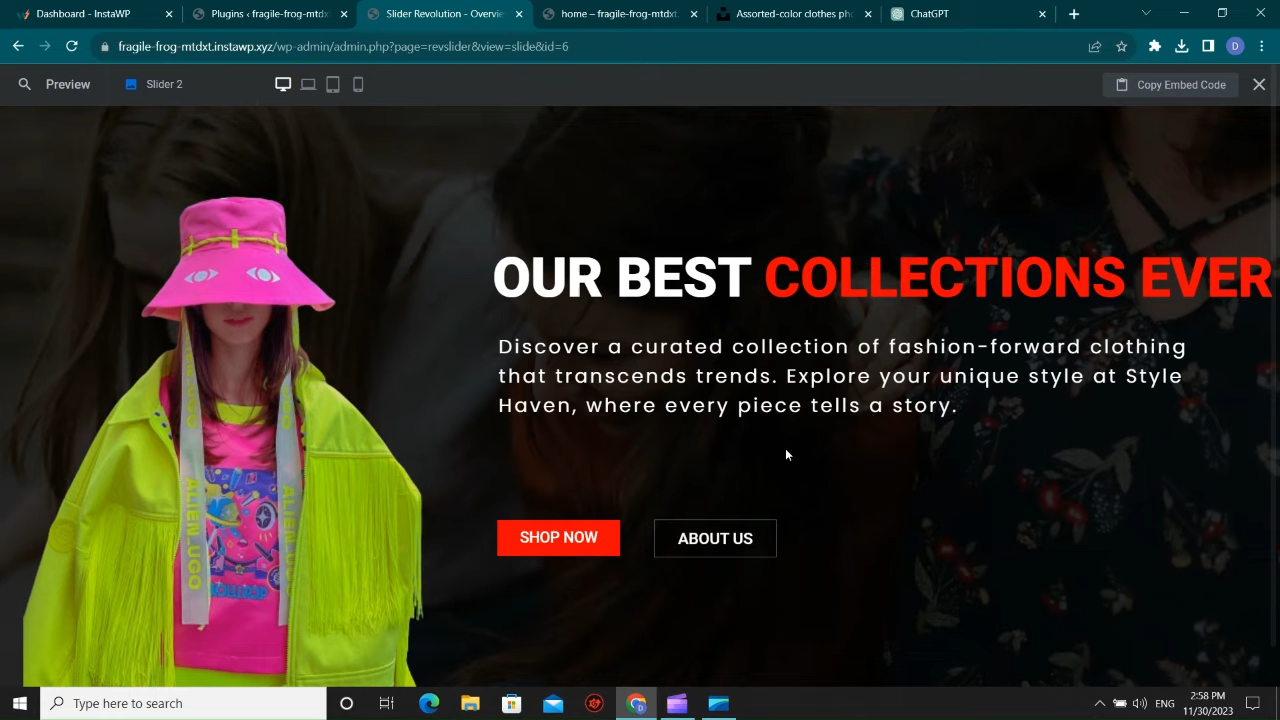 Dashboard - InstaWP
Plugins ‹ fragile-frog-mtdx
Slider Revolution - Overvie
home – fragile-frog-mtdxt.
Assorted-color clothes ph
ChatGPT
fragile-frog-mtdxt.instawp.xyz/wp-admin/admin.php?page=revslider&view=slide&id=6
D
Preview
Slider 2
Copy Embed Code
OUR BEST COLLECTIONS EVER
Discover a curated collection of fashion-forward clothing
that transcends trends. Explore your unique style at Style
Haven, where every piece tells a story.
ALIEN UGO
SHOP NOW
ABOUT US
Type here to search
D
ENG
2:58 PM
11/30/2023